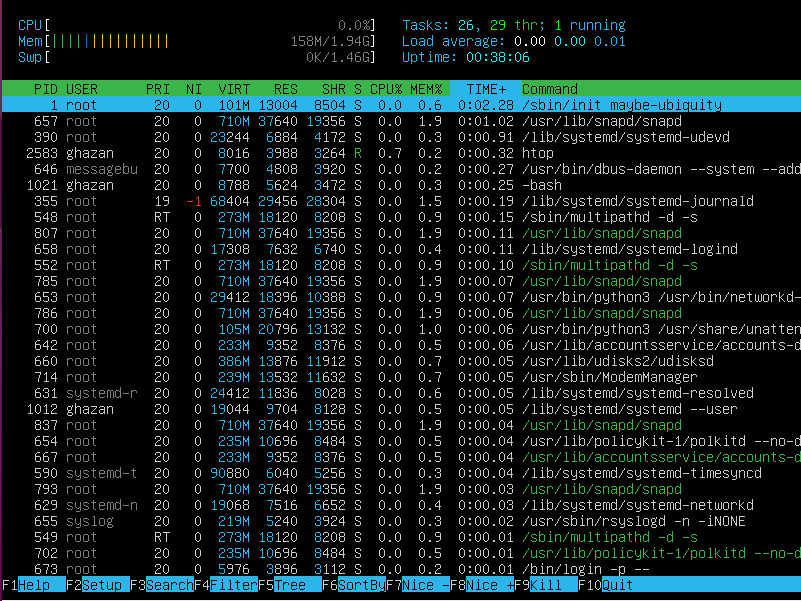 CPU[ 0.0%] Tasks: 26, 29 thr; 1 running
Mem[|||||||||||||||| 158M/1.94G] Load average: 0.00 0.00 0.01
Swp[ 0K/1.46G] Uptime: 00:38:06
PID USER PRI NI VIRT RES SHR S CPU% MEM% TIME+ Command
1 root 20 0 101M 13004 8504 S 0.0 0.6 0:02.28 /sbin/init maybe-ubiquity
657 root 20 0 710M 37640 19356 S 0.0 1.9 0:01.02 /usr/lib/snapd/snapd
390 root 20 0 23244 6884 4172 S 0.0 0.3 0:00.91 /lib/systemd/systemd-udevd
2583 ghazan 20 0 8016 3988 3264 R 0.7 0.2 0:00.32 htop
646 messagebu 20 0 7700 4808 3920 S 0.0 0.2 0:00.27 /usr/bin/dbus-daemon --system --add
1021 ghazan 20 0 8788 5624 3472 S 0.0 0.3 0:00.25 -bash
355 root 19 -1 68404 29456 28304 S 0.0 1.5 0:00.19 /lib/systemd/systemd-journald
548 root RT 0 273M 18120 8208 S 0.0 0.9 0:00.15 /sbin/multipathd -d -s
807 root 20 0 710M 37640 19356 S 0.0 1.9 0:00.11 /usr/lib/snapd/snapd
658 root 20 0 17308 7632 6740 S 0.0 0.4 0:00.11 /lib/systemd/systemd-logind
552 root RT 0 273M 18120 8208 S 0.0 0.9 0:00.10 /sbin/multipathd -d -s
785 root 20 0 710M 37640 19356 S 0.0 1.9 0:00.07 /usr/lib/snapd/snapd
653 root 20 0 29412 18396 10388 S 0.0 0.9 0:00.07 /usr/bin/python3 /usr/bin/networkd-
786 root 20 0 710M 37640 19356 S 0.0 1.9 0:00.06 /usr/lib/snapd/snapd
700 root 20 0 105M 20796 13132 S 0.0 1.0 0:00.06 /usr/bin/python3 /usr/share/unatten
642 root 20 0 233M 9352 8376 S 0.0 0.5 0:00.06 /usr/lib/accountsservice/accounts-d
660 root 20 0 386M 13876 11912 S 0.0 0.7 0:00.05 /usr/lib/udisks2/udisksd
714 root 20 0 239M 13532 11632 S 0.0 0.7 0:00.05 /usr/sbin/ModemManager
631 systemd-r 20 0 24412 11836 8028 S 0.0 0.6 0:00.05 /lib/systemd/systemd-resolved
1012 ghazan 20 0 19044 9704 8128 S 0.0 0.5 0:00.05 /lib/systemd/systemd --user
837 root 20 0 710M 37640 19356 S 0.0 1.9 0:00.04 /usr/lib/snapd/snapd
654 root 20 0 235M 10696 8484 S 0.0 0.5 0:00.04 /usr/lib/policykit-1/polkitd --no-d
667 root 20 0 233M 9352 8376 S 0.0 0.5 0:00.04 /usr/lib/accountsservice/accounts-d
590 systemd-t 20 0 90880 6040 5256 S 0.0 0.3 0:00.04 /lib/systemd/systemd-timesyncd
793 root 20 0 710M 37640 19356 S 0.0 1.9 0:00.03 /usr/lib/snapd/snapd
629 systemd-n 20 0 19068 7516 6652 S 0.0 0.4 0:00.03 /lib/systemd/systemd-networkd
655 syslog 20 0 219M 5240 3924 S 0.0 0.3 0:00.02 /usr/sbin/rsyslogd -n -iNONE
549 root RT 0 273M 18120 8208 S 0.0 0.9 0:00.01 /sbin/multipathd -d -s
702 root 20 0 235M 10696 8484 S 0.0 0.5 0:00.01 /usr/lib/policykit-1/polkitd --no-d
673 root 20 0 5976 3896 3112 S 0.0 0.2 0:00.01 /bin/login -p --
F1Help F2Setup F3SearchF4FilterF5Tree F6SortByF7Nice -F8Nice +F9Kill F10Quit